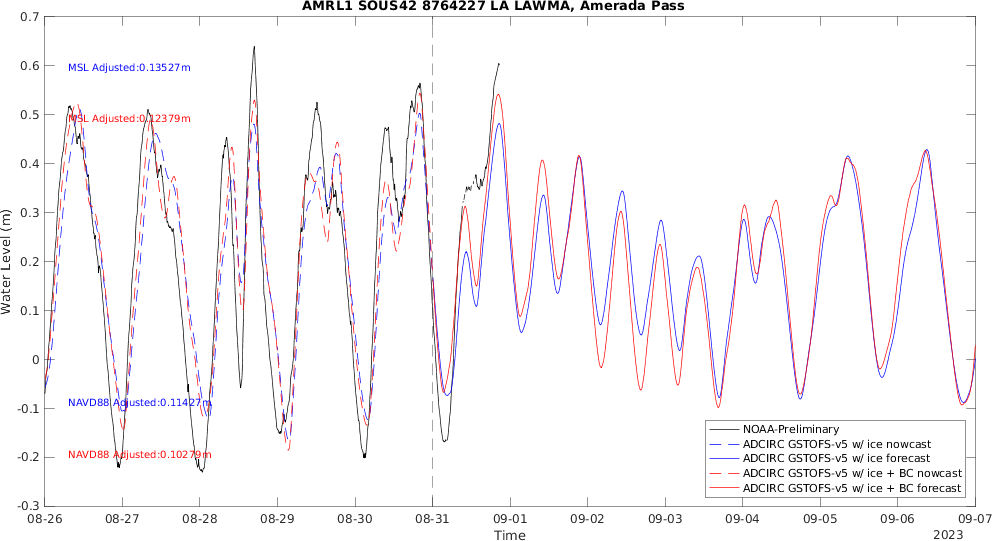 AMRL1 SOUS42 8764227 LA LAWMA, Amerada Pass
0.7
0.6
0.5
0.4
0.3
0.2
0.1
0
-0.1
-0.2
-0.3
Water Level (m)
MSL Adjusted:0.13527m
MSL Adjusted:0.12379m
NAVD88 Adjusted:0.11427m
NAVD88 Adjusted:0.10279m
NOAA-Preliminary
ADCIRC GSTOFS-v5 w/ ice nowcast
ADCIRC GSTOFS-v5 w/ ice forecast
ADCIRC GSTOFS-v5 w/ ice + BC nowcast
ADCIRC GSTOFS-v5 w/ ice + BC forecast
08-26 08-27 08-28 08-29 08-30 08-31 09-01 09-02 09-03 09-04 09-05 09-06 09-07
Time
2023